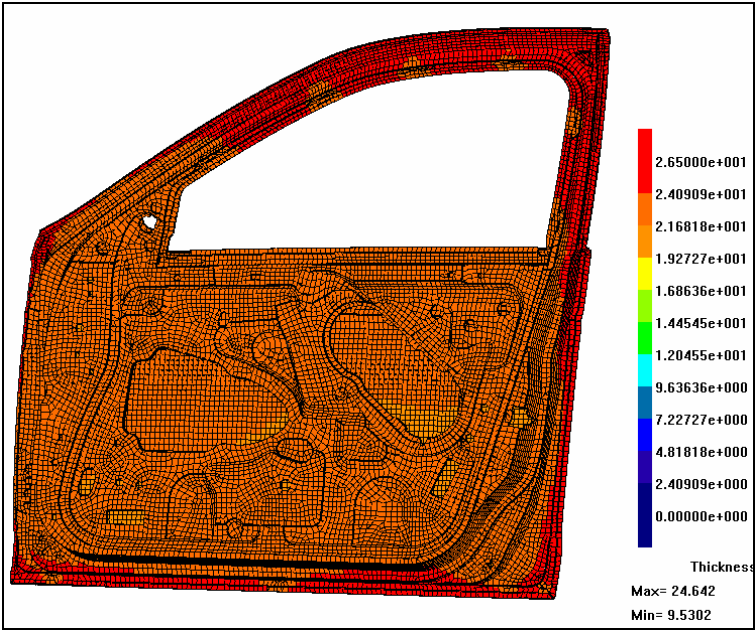 2.65000e+001
2.40909e+001
2.16818e+001
1.92727e+001
1.68636e+001
1.44545e+001
1.20455e+001
9.63636e+000
7.22727e+000
4.81818e+000
2.40909e+000
0.00000e+000
Thickness
Max= 24.642
Min= 9.5302